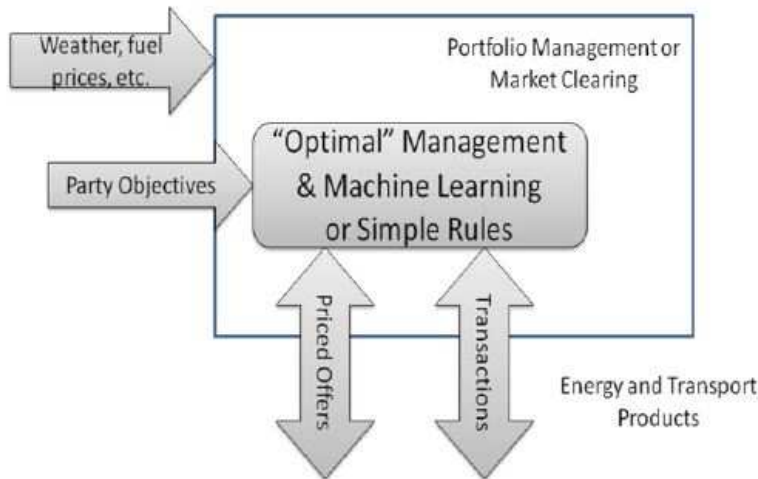 Weather, fuel
prices, etc.
Portfolio Management or
Market Clearing
Party Objectives
“Optimal” Management
& Machine Learning
or Simple Rules
Priced Offers
Transactions
Energy and Transport
Products